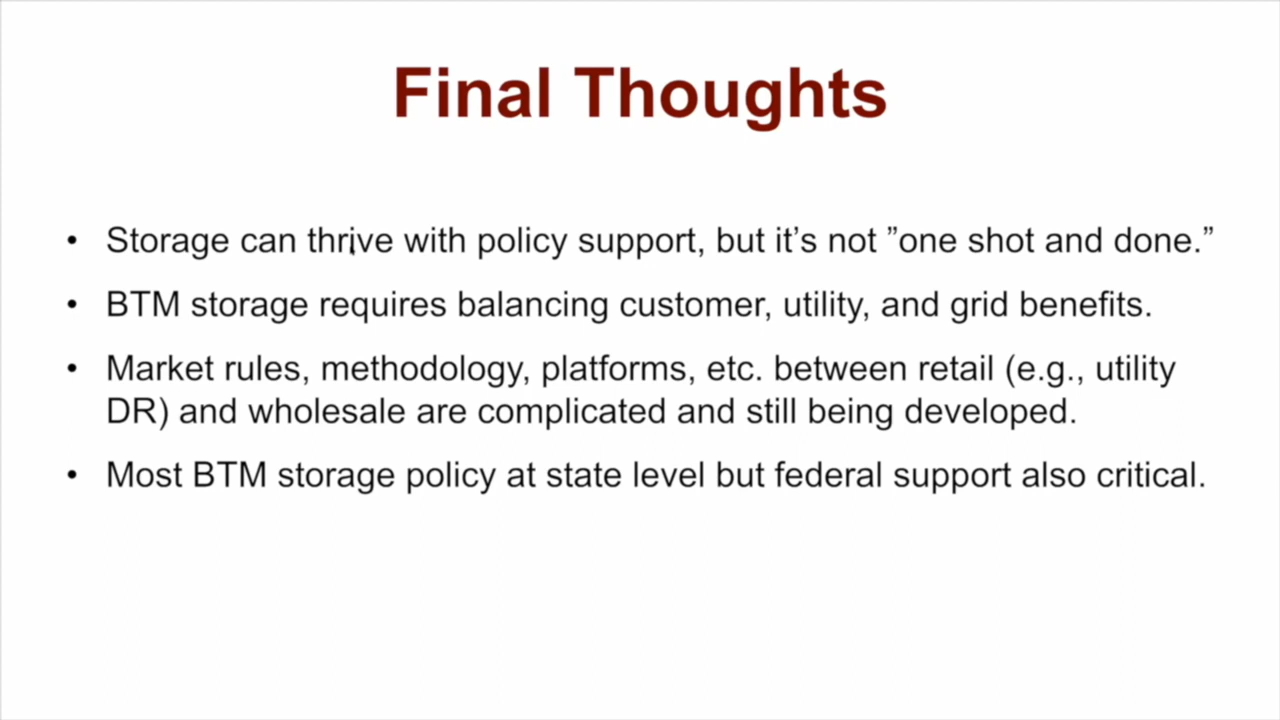 Final Thoughts
• Storage can thrive with policy support, but it’s not ”one shot and done.”
• BTM storage requires balancing customer, utility, and grid benefits.
• Market rules, methodology, platforms, etc. between retail (e.g., utility
DR) and wholesale are complicated and still being developed.
• Most BTM storage policy at state level but federal support also critical.